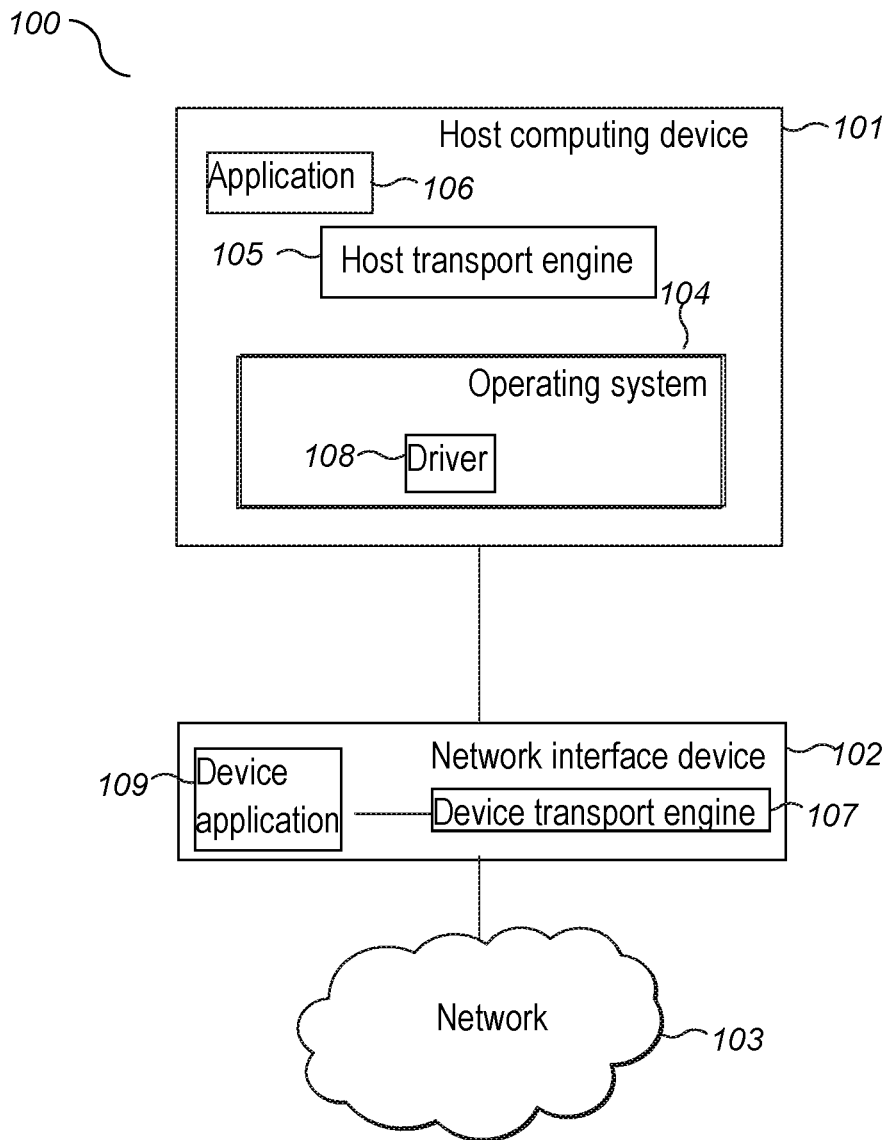 100
Host computing device
101
Application
106
105
Host transport engine
104
Operating system
108
Driver
Network interface device
102
109
Device
application
Device transport engine
107
Network
103